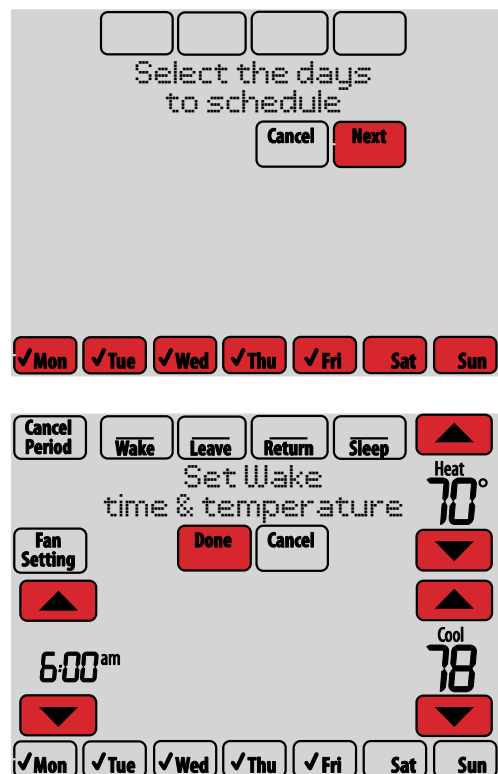 Select the days
to schedule
Cancel Next
✓Mon ✓Tue ✓Wed ✓Thu ✓Fri Sat Sun
Cancel
Period
Wake Leave Return Sleep
Set Wake
time & temperature
Heat
70°
Fan
Setting
Done Cancel
Cool
78
6:00 am
✓Mon ✓Tue ✓Wed ✓Thu ✓Fri Sat Sun